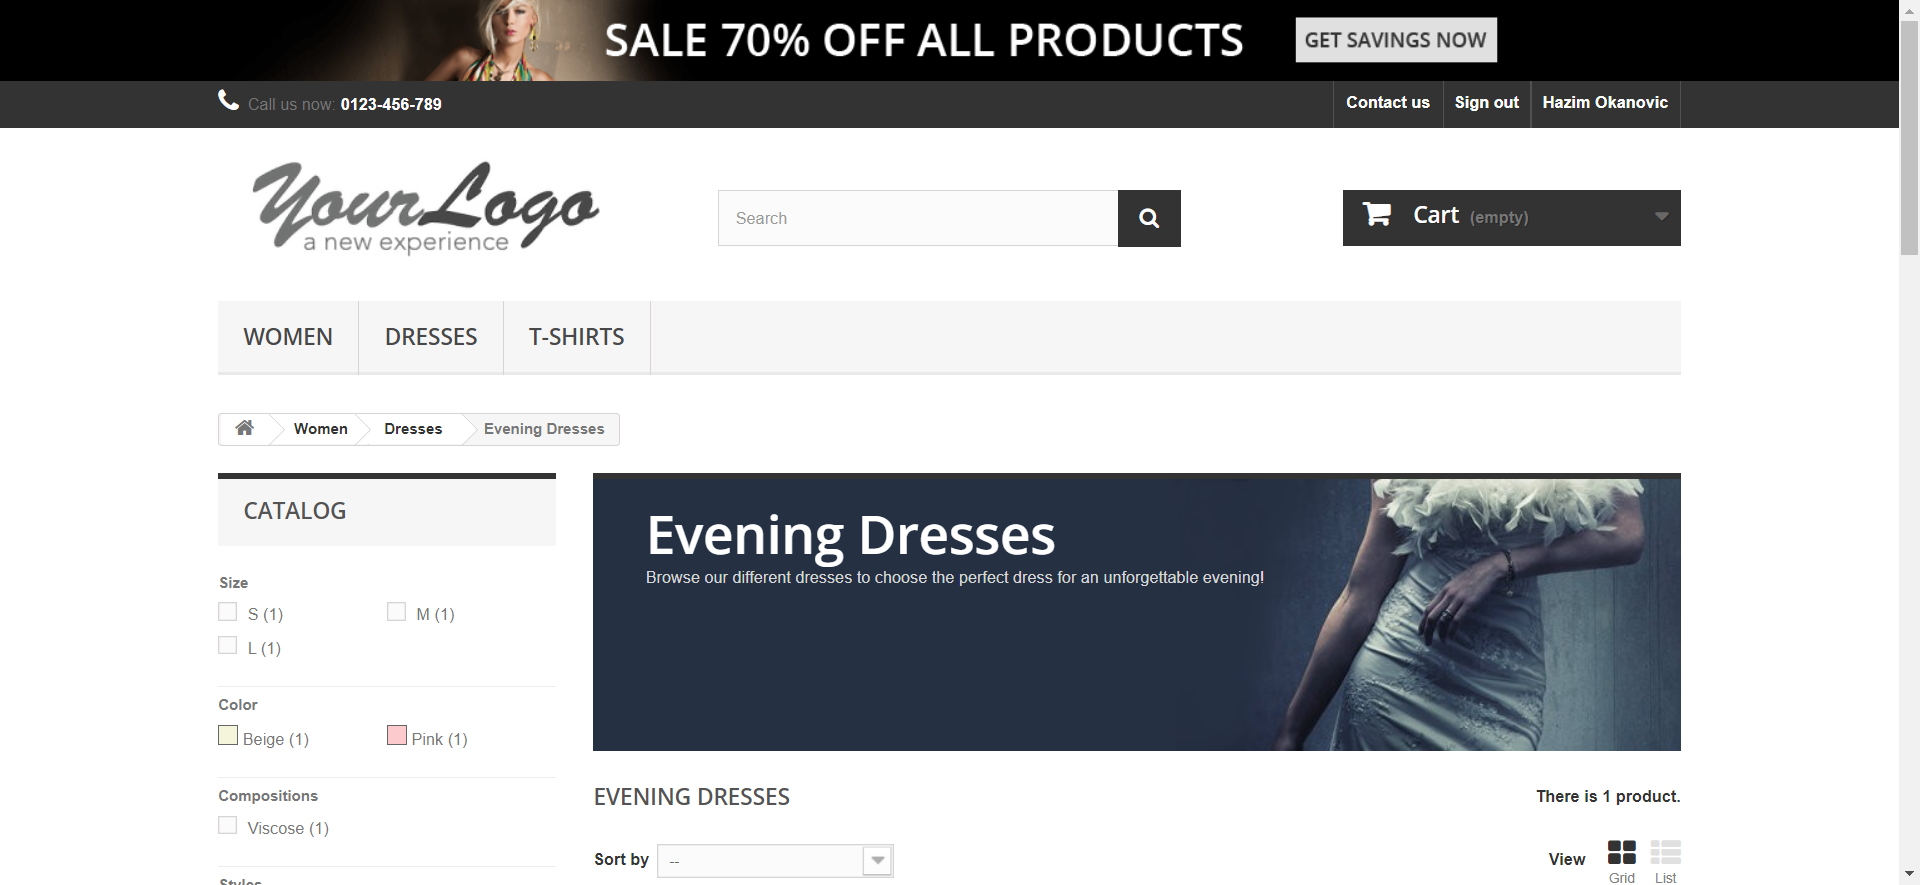 SALE 70% OFF ALL PRODUCTS GET SAVINGS NOW
Call us now: 0123-456-789 Contact us Sign out Hazim Okanovic
YourLogo
a new experience
Search
Cart (empty)
WOMEN DRESSES T-SHIRTS
Women Dresses Evening Dresses
CATALOG
Size
S (1) M (1)
L (1)
Color
Beige (1) Pink (1)
Compositions
Viscose (1)
Styles
Evening Dresses
Browse our different dresses to choose the perfect dress for an unforgettable evening!
EVENING DRESSES There is 1 product.
Sort by -- View
Grid List